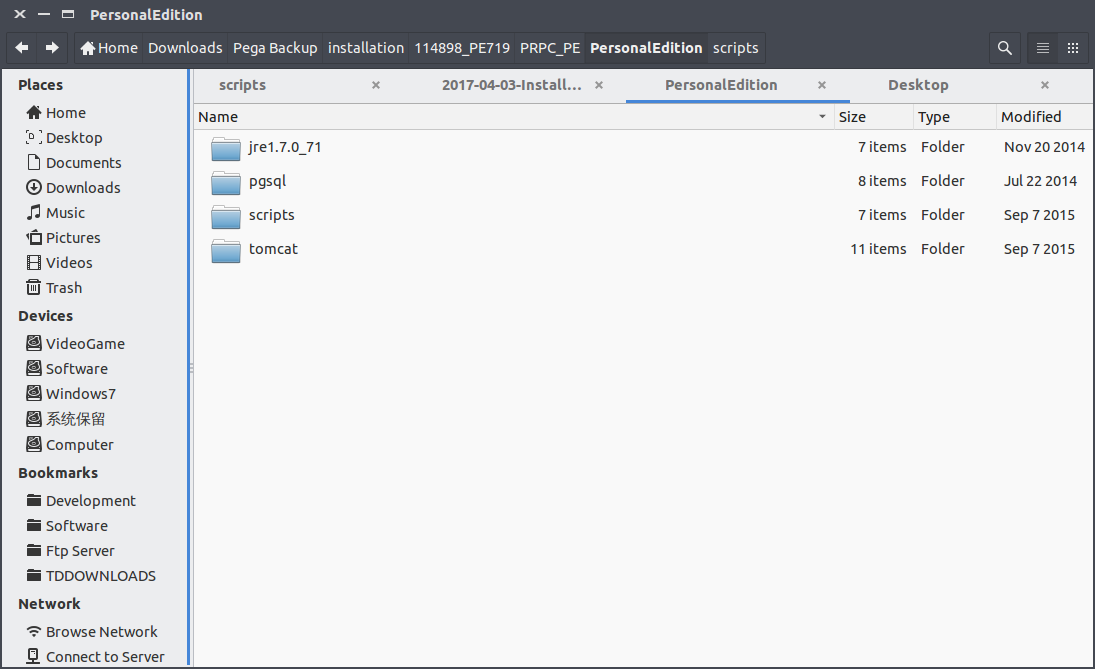 PersonalEdition
Home Downloads Pega Backup installation 114898_PE719 PRPC_PE PersonalEdition scripts
scripts 2017-04-03-Install... PersonalEdition Desktop
Name Size Type Modified
jre1.7.0_71 7 items Folder Nov 20 2014
pgsql 8 items Folder Jul 22 2014
scripts 7 items Folder Sep 7 2015
tomcat 11 items Folder Sep 7 2015
Places
Home
Desktop
Documents
Downloads
Music
Pictures
Videos
Trash
Devices
VideoGame
Software
Windows7
系统保留
Computer
Bookmarks
Development
Software
Ftp Server
TDDOWNLOADS
Network
Browse Network
Connect to Server